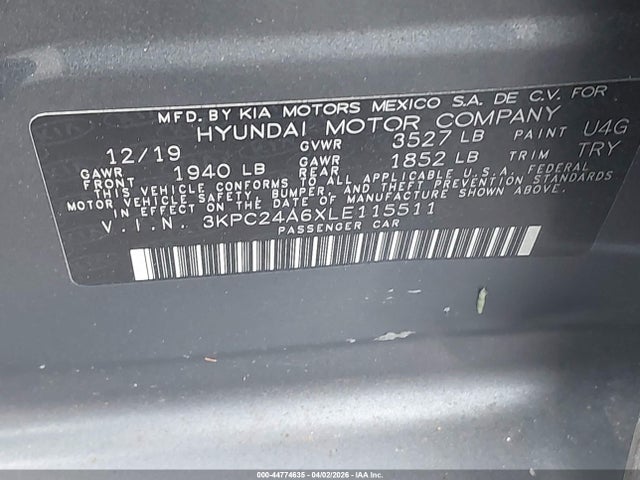 MFD. BY KIA MOTORS MEXICO S.A. DE C.V. FOR
HYUNDAI MOTOR COMPANY
12/19 GVWR 3527 LB PAINT U4G
GAWR FRONT 1940 LB GAWR REAR 1852 LB TRIM TRY
THIS VEHICLE CONFORMS TO ALL APPLICABLE U.S. FEDERAL
MOTOR VEHICLE SAFETY, BUMPER, AND THEFT PREVENTION STANDARDS
IN EFFECT ON THE DATE OF MANUFACTURE SHOWN ABOVE.
V.I.N. 3KPC24A6XLE115511
PASSENGER CAR
000-44774635 - 04/02/2026 - IAA Inc.